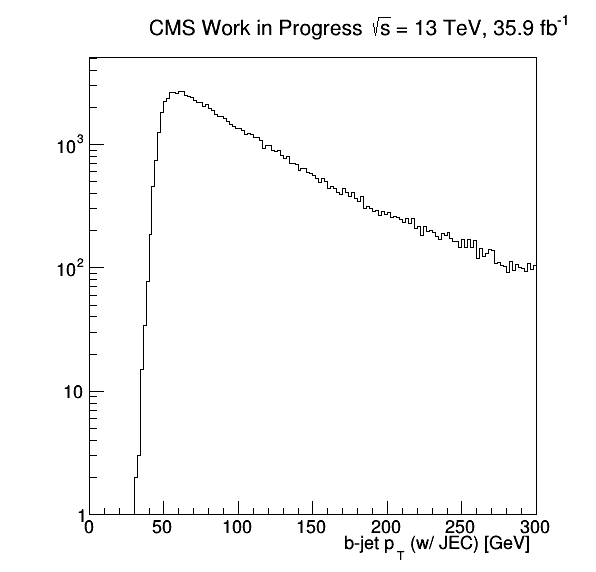 CMS Work in Progress √s = 13 TeV, 35.9 fb⁻¹
10³
10²
10
1
0 50 100 150 200 250 300
b-jet p_T (w/ JEC) [GeV]